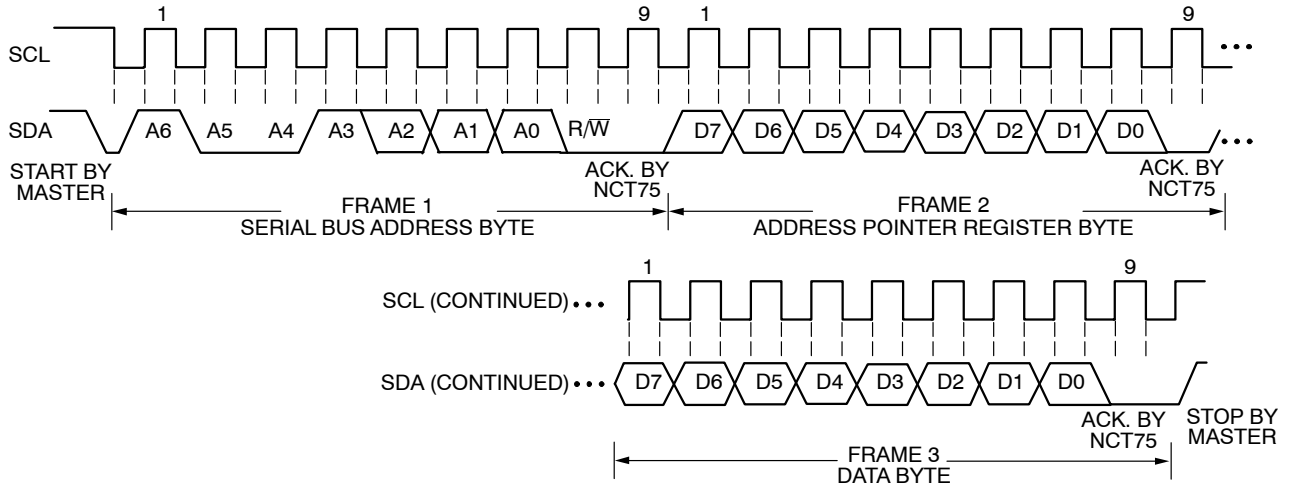 1 9 1 9
SCL
SDA A6 A5 A4 A3 A2 A1 A0 R/W̅ D7 D6 D5 D4 D3 D2 D1 D0
START BY MASTER
ACK. BY NCT75
ACK. BY NCT75
FRAME 1
SERIAL BUS ADDRESS BYTE
FRAME 2
ADDRESS POINTER REGISTER BYTE
1 9
SCL (CONTINUED)
SDA (CONTINUED) D7 D6 D5 D4 D3 D2 D1 D0
ACK. BY NCT75
STOP BY MASTER
FRAME 3
DATA BYTE